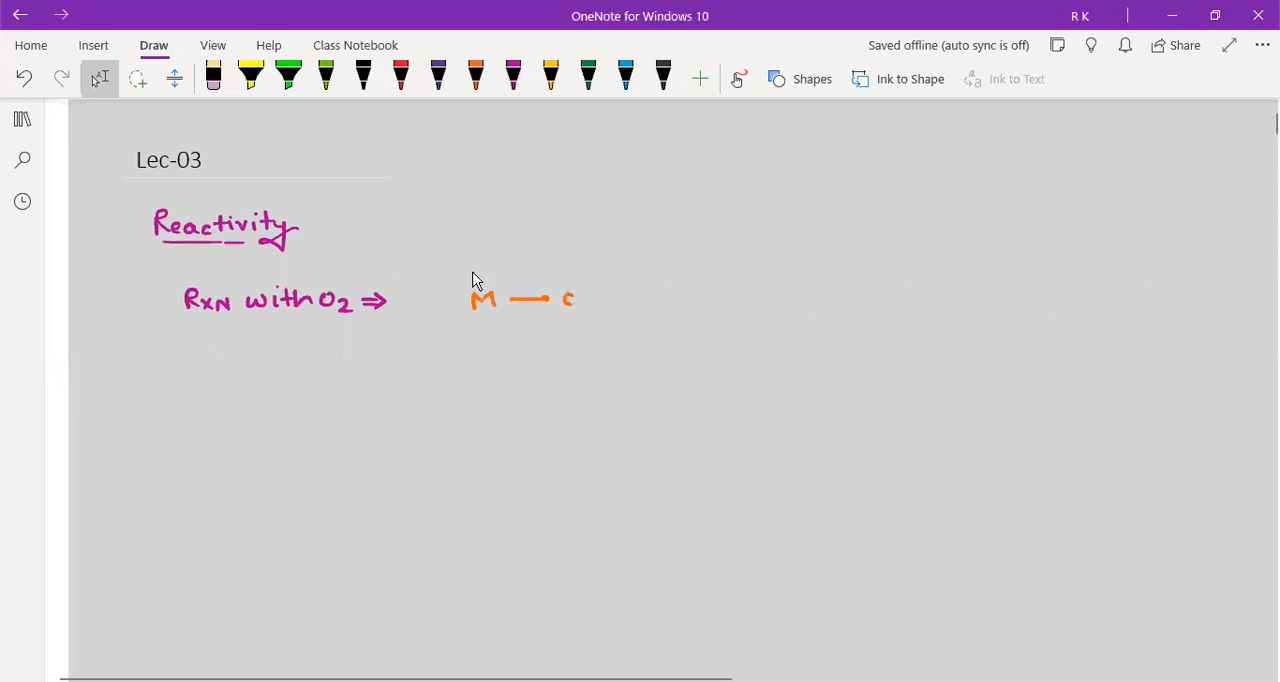 OneNote for Windows 10
R K
Home Insert Draw View Help Class Notebook
Saved offline (auto sync is off)
Share
Shapes
Ink to Shape
Ink to Text
Lec-03
Reactivity
RxN with O2 ⇒ M — C